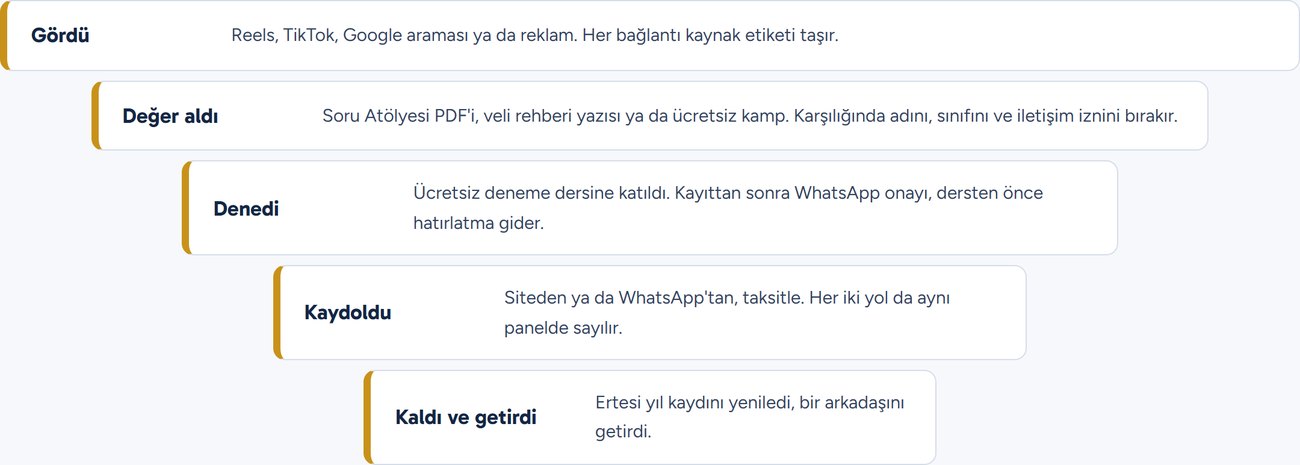 Gördü
Reels, TikTok, Google araması ya da reklam. Her bağlantı kaynak etiketi taşır.
Değer aldı
Soru Atölyesi PDF'i, veli rehberi yazısı ya da ücretsiz kamp. Karşılığında adını, sınıfını ve iletişim iznini bırakır.
Denedi
Ücretsiz deneme dersine katıldı. Kayıttan sonra WhatsApp onayı, dersten önce
hatırlatma gider.
Kaydoldu
Siteden ya da WhatsApp'tan, taksitle. Her iki yol da aynı
panelde sayılır.
Kaldı ve getirdi
Ertesi yıl kaydını yeniledi, bir arkadaşını
getirdi.